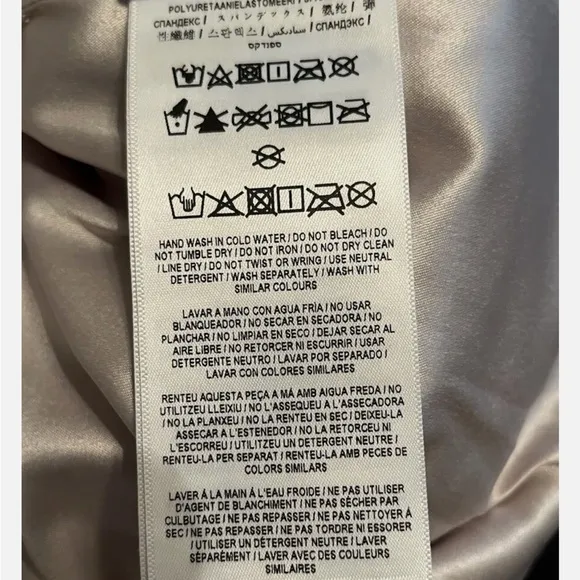 POLYURETAANIELASTOMEERI
СПАНДЕКС / スパンデックス / 氨纶 / 弾
性繊維 / 스판덱스 / سبانديكس / СПАНДЭКС /
ספנדקס
HAND WASH IN COLD WATER / DO NOT BLEACH / DO
NOT TUMBLE DRY / DO NOT IRON / DO NOT DRY CLEAN
/ LINE DRY / DO NOT TWIST OR WRING / USE NEUTRAL
DETERGENT / WASH SEPARATELY / WASH WITH
SIMILAR COLOURS
LAVAR A MANO CON AGUA FRÍA / NO USAR
BLANQUEADOR / NO SECAR EN SECADORA / NO
PLANCHAR / NO LIMPIAR EN SECO / DEJAR SECAR AL
AIRE LIBRE / NO RETORCER NI ESCURRIR / USAR
DETERGENTE NEUTRO / LAVAR POR SEPARADO /
LAVAR CON COLORES SIMILARES
RENTEU AQUESTA PEÇA A MÀ AMB AIGUA FREDA / NO
UTILITZEU LLEIXIU / NO L'ASSEQUEU A L'ASSECADORA
/ NO LA PLANXEU / NO LA RENTEU EN SEC / DEIXEU-LA
ASSECAR A L'ESTENEDOR / NO LA RETORCEU NI
L'ESCORREU / UTILITZEU UN DETERGENT NEUTRE /
RENTEU-LA PER SEPARAT / RENTEU-LA AMB PECES DE
COLORS SIMILARS
LAVER À LA MAIN À L'EAU FROIDE / NE PAS UTILISER
D'AGENT DE BLANCHIMENT / NE PAS SÉCHER PAR
CULBUTAGE / NE PAS REPASSER / NE PAS NETTOYER À
SEC / NE PAS REPASSER / NE PAS TORDRE NI ESSORER
/ UTILISER UN DÉTERGENT NEUTRE / LAVER
SÉPARÉMENT / LAVER AVEC DES COULEURS
SIMILAIRES